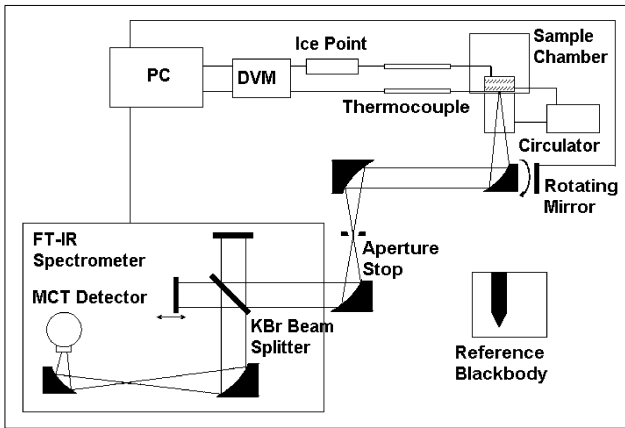 Ice Point
Sample
Chamber
PC
DVM
Thermocouple
Circulator
Rotating
Mirror
FT-IR
Spectrometer
Aperture
Stop
MCT Detector
KBr Beam
Splitter
Reference
Blackbody